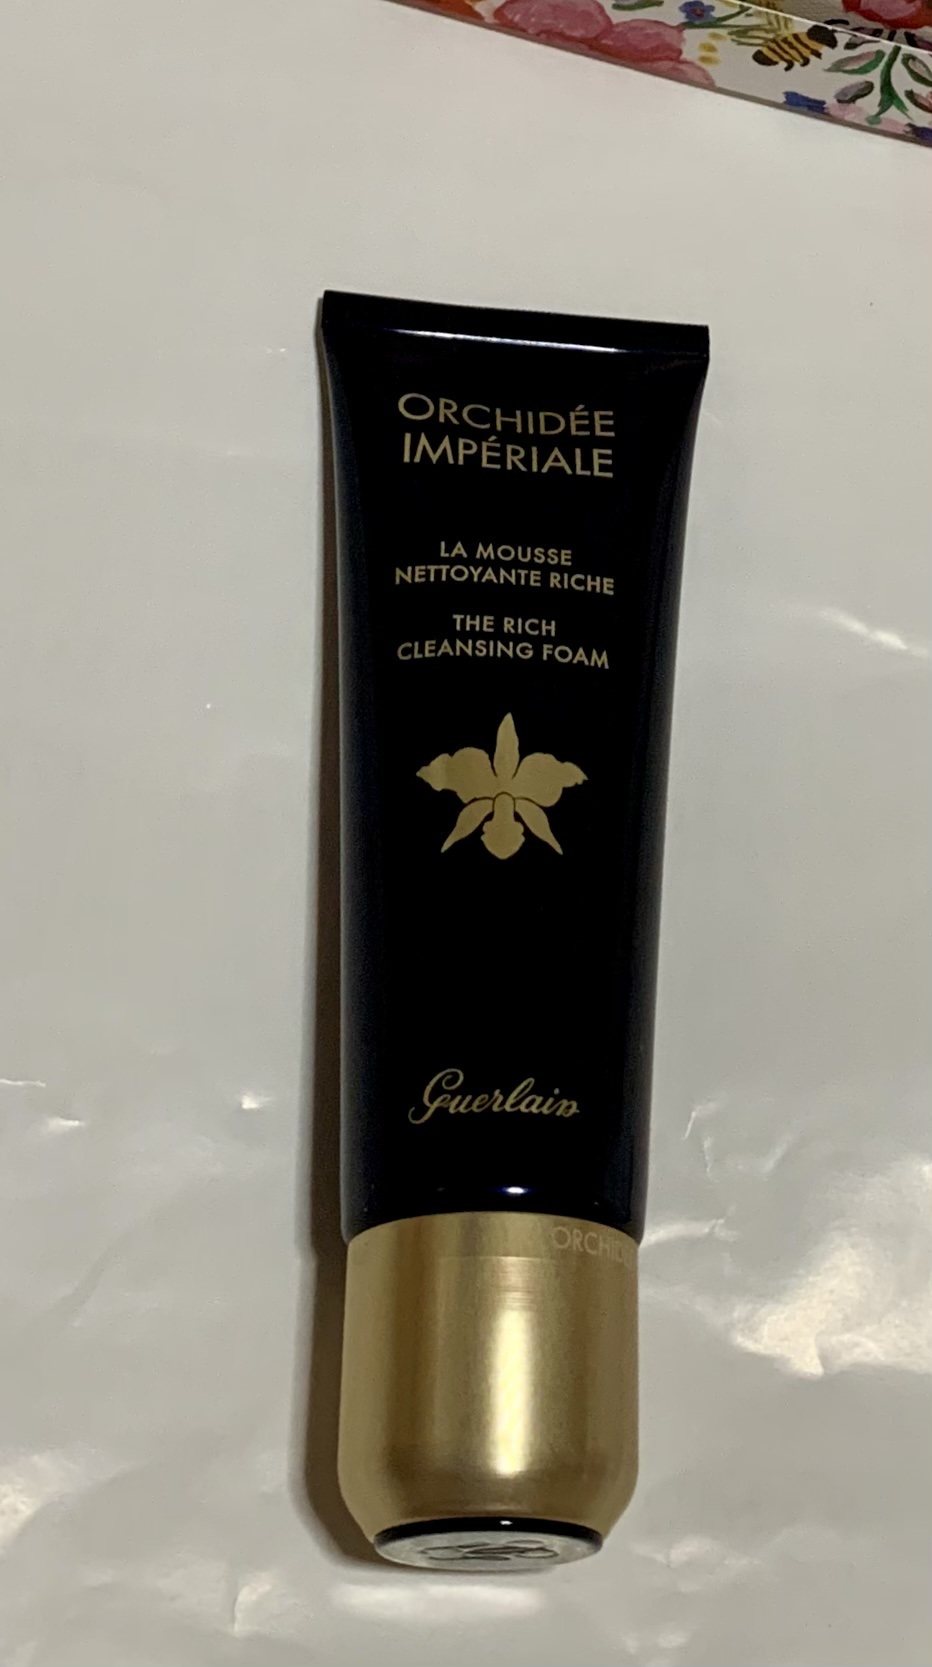 ORCHIDÉE
IMPÉRIALE
LA MOUSSE
NETTOYANTE RICHE
THE RICH
CLEANSING FOAM
Guerlain